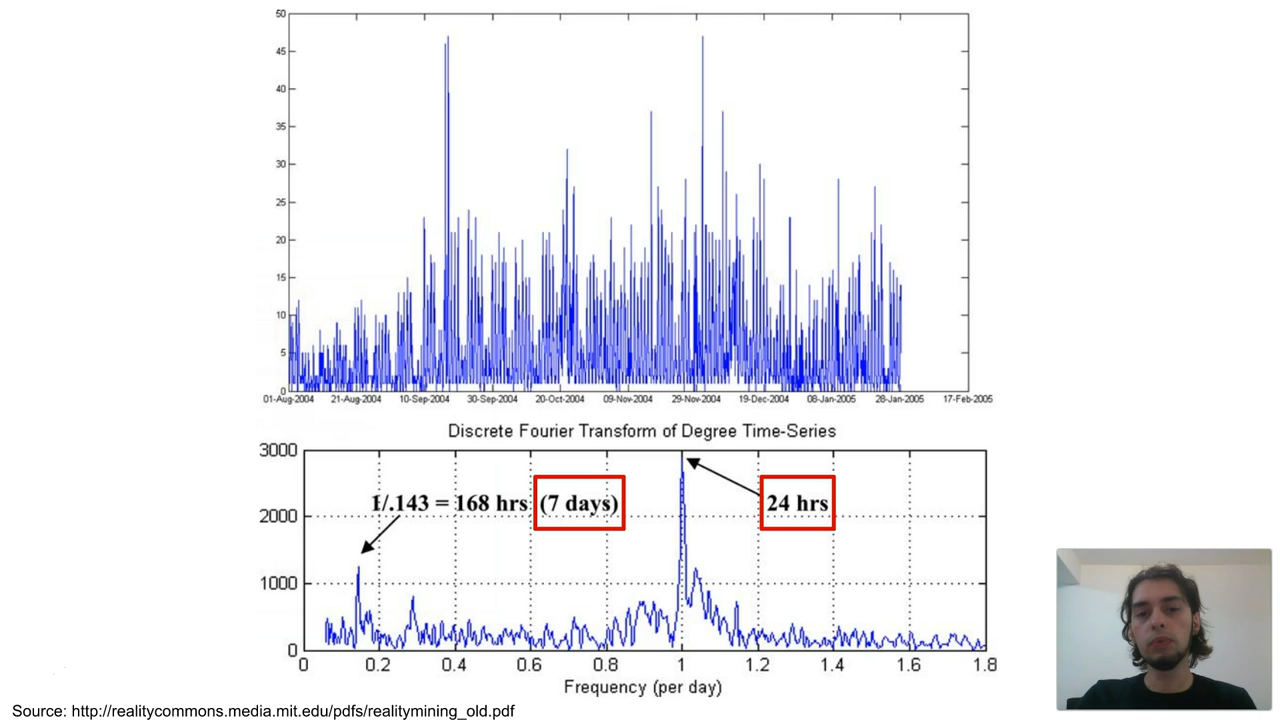 50
45
40
35
30
25
20
15
10
5
0
01-Aug-2004 21-Aug-2004 10-Sep-2004 30-Sep-2004 20-Oct-2004 09-Nov-2004 29-Nov-2004 19-Dec-2004 08-Jan-2005 28-Jan-2005 17-Feb-2005
Discrete Fourier Transform of Degree Time-Series
3000
1/.143 = 168 hrs (7 days) 24 hrs
2000
1000
0
0 0.2 0.4 0.6 0.8 1 1.2 1.4 1.6 1.8
Frequency (per day)
Source: http://realitycommons.media.mit.edu/pdfs/realitymining_old.pdf